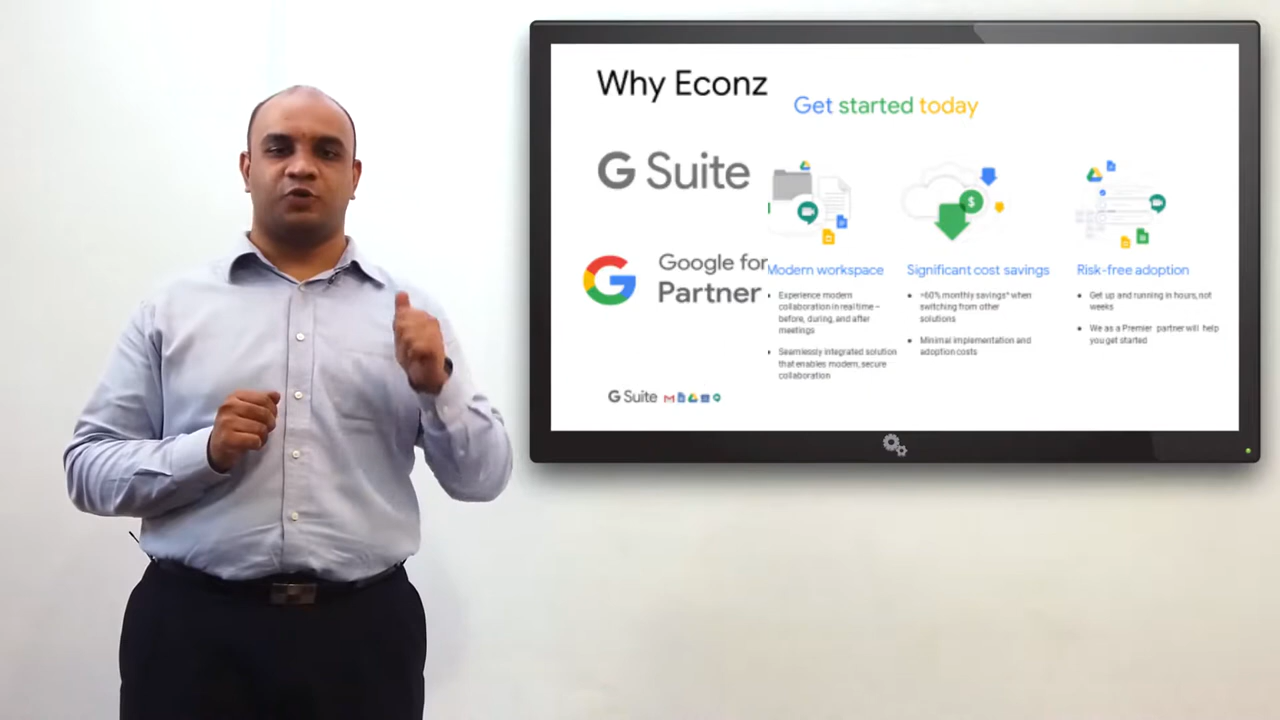 Why Econz
Get started today
G Suite
Google for
Partner
Modern workspace
Experience modern
collaboration in real time –
before, during, and after
meetings
Seamlessly integrated solution
that enables modern, secure
collaboration
Significant cost savings
≈60% monthly savings* when
switching from other
solutions
Minimal implementation and
adoption costs
Risk-free adoption
Get up and running in hours, not
weeks
We as a Premier partner will help
you get started
G Suite